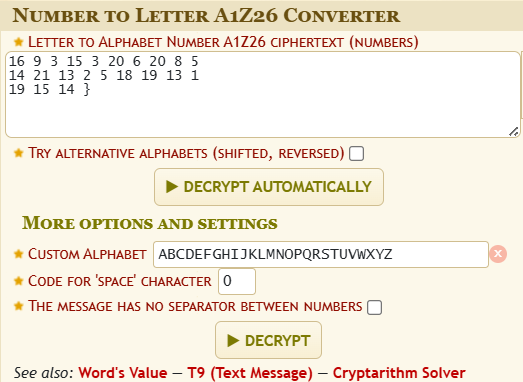 Number to Letter A1Z26 Converter
★ Letter to Alphabet Number A1Z26 ciphertext (numbers)
16 9 3 15 3 20 6 20 8 5
14 21 13 2 5 18 19 13 1
19 15 14 }
★ Try alternative alphabets (shifted, reversed)
▶ DECRYPT AUTOMATICALLY
More options and settings
★ Custom Alphabet ABCDEFGHIJKLMNOPQRSTUVWXYZ x
★ Code for 'space' character 0
★ The message has no separator between numbers
▶ DECRYPT
See also: Word's Value — T9 (Text Message) — Cryptarithm Solver